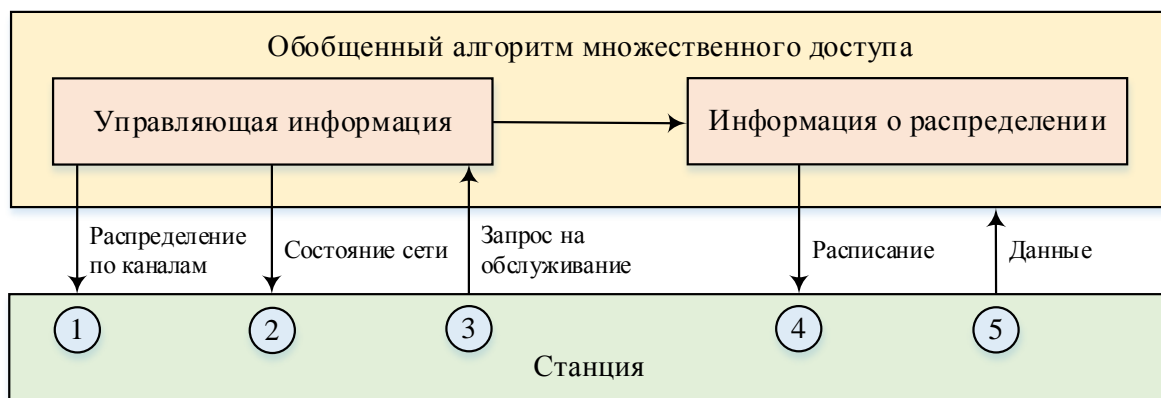 Обобщенный алгоритм множественного доступа
Управляющая информация
Информация о распределении
Распределение
по каналам
Состояние сети
Запрос на
обслуживание
Расписание
Данные
1
2
3
4
5
Станция